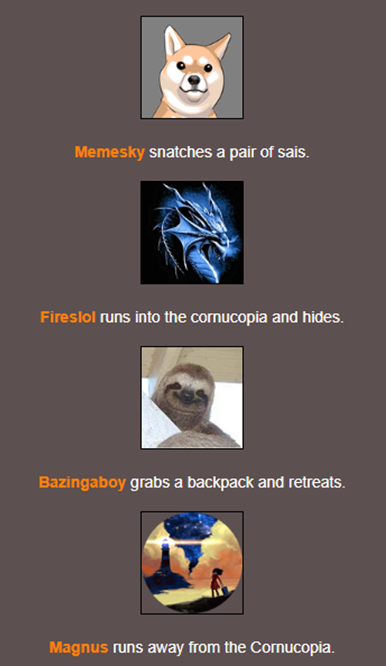 Memesky snatches a pair of sais.
Fireslol runs into the cornucopia and hides.
Bazingaboy grabs a backpack and retreats.
Magnus runs away from the Cornucopia.